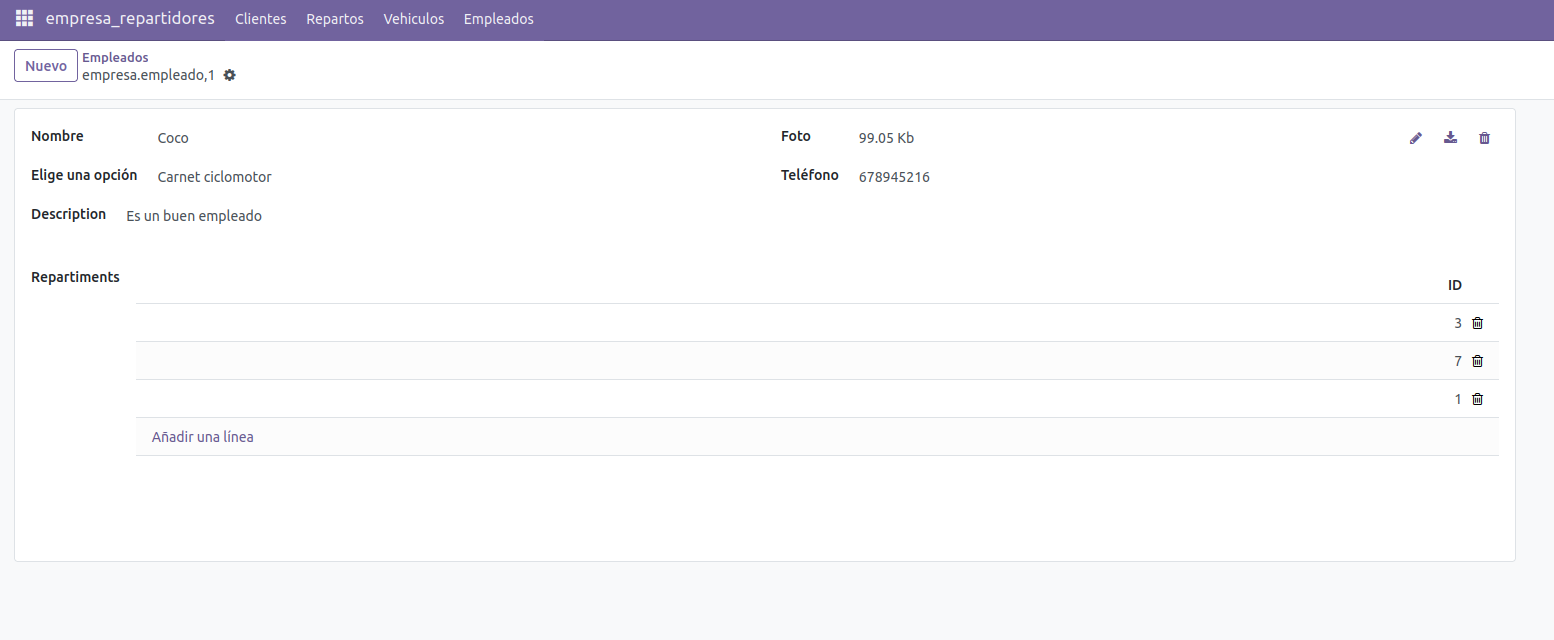 empresa_repartidores Clientes Repartos Vehiculos Empleados
Nuevo
Empleados
empresa.empleado,1
Nombre Coco
Foto 99.05 Kb
Elige una opción Carnet ciclomotor
Teléfono 678945216
Description Es un buen empleado
Repartiments
ID
3
7
1
Añadir una línea